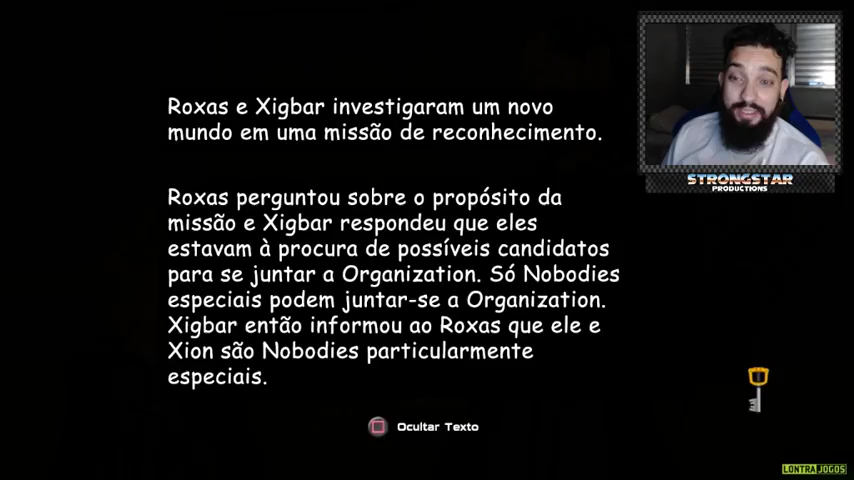 Roxas e Xigbar investigaram um novo
mundo em uma missão de reconhecimento.
Roxas perguntou sobre o propósito da
missão e Xigbar respondeu que eles
estavam à procura de possíveis candidatos
para se juntar a Organization. Só Nobodies
especiais podem juntar-se a Organization.
Xigbar então informou ao Roxas que ele e
Xion são Nobodies particularmente
especiais.
Ocultar Texto
STRONGSTAR
PRODUCTIONS
LONTRAJOGOS